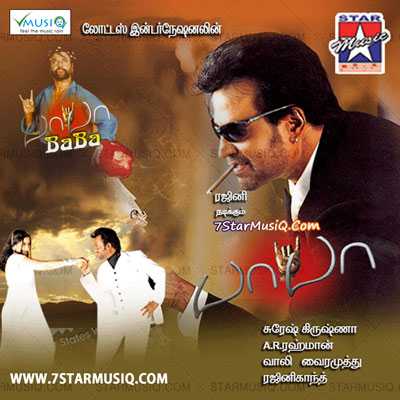 VMUSIQ
feel the music rain
லோட்டஸ் இன்டர்நேஷனலின்
STAR
Music
பாபா
BaBa
ரஜினி
நடிக்கும்
7StarMusiQ.Com
பாபா
சுரேஷ் கிருஷ்ணா
A.R.ரஹ்மான்
வாலி வைரமுத்து
ரஜினிகாந்த்
WWW.7STARMUSIQ.COM